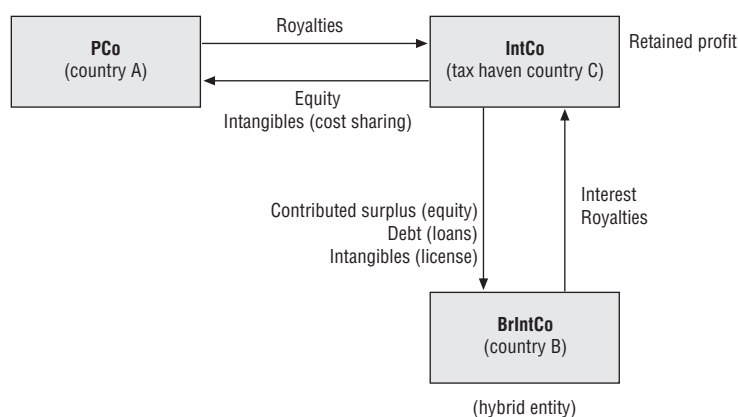 PCo
(country A)
Royalties
IntCo
(tax haven country C)
Retained profit
Equity
Intangibles (cost sharing)
Contributed surplus (equity)
Debt (loans)
Intangibles (license)
Interest
Royalties
BrIntCo
(country B)
(hybrid entity)